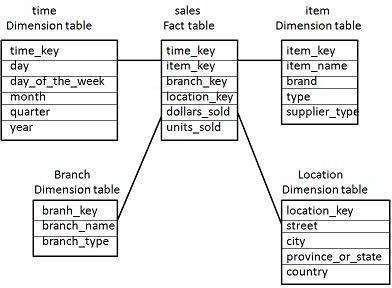 time
Dimension table
time_key
day
day_of_the_week
month
quarter
year
sales
Fact table
time_key
item_key
branch_key
location_key
dollars_sold
units_sold
item
Dimension table
item_key
item_name
brand
type
supplier_type
Branch
Dimension table
branh_key
branch_name
branch_type
Location
Dimension table
location_key
street
city
province_or_state
country